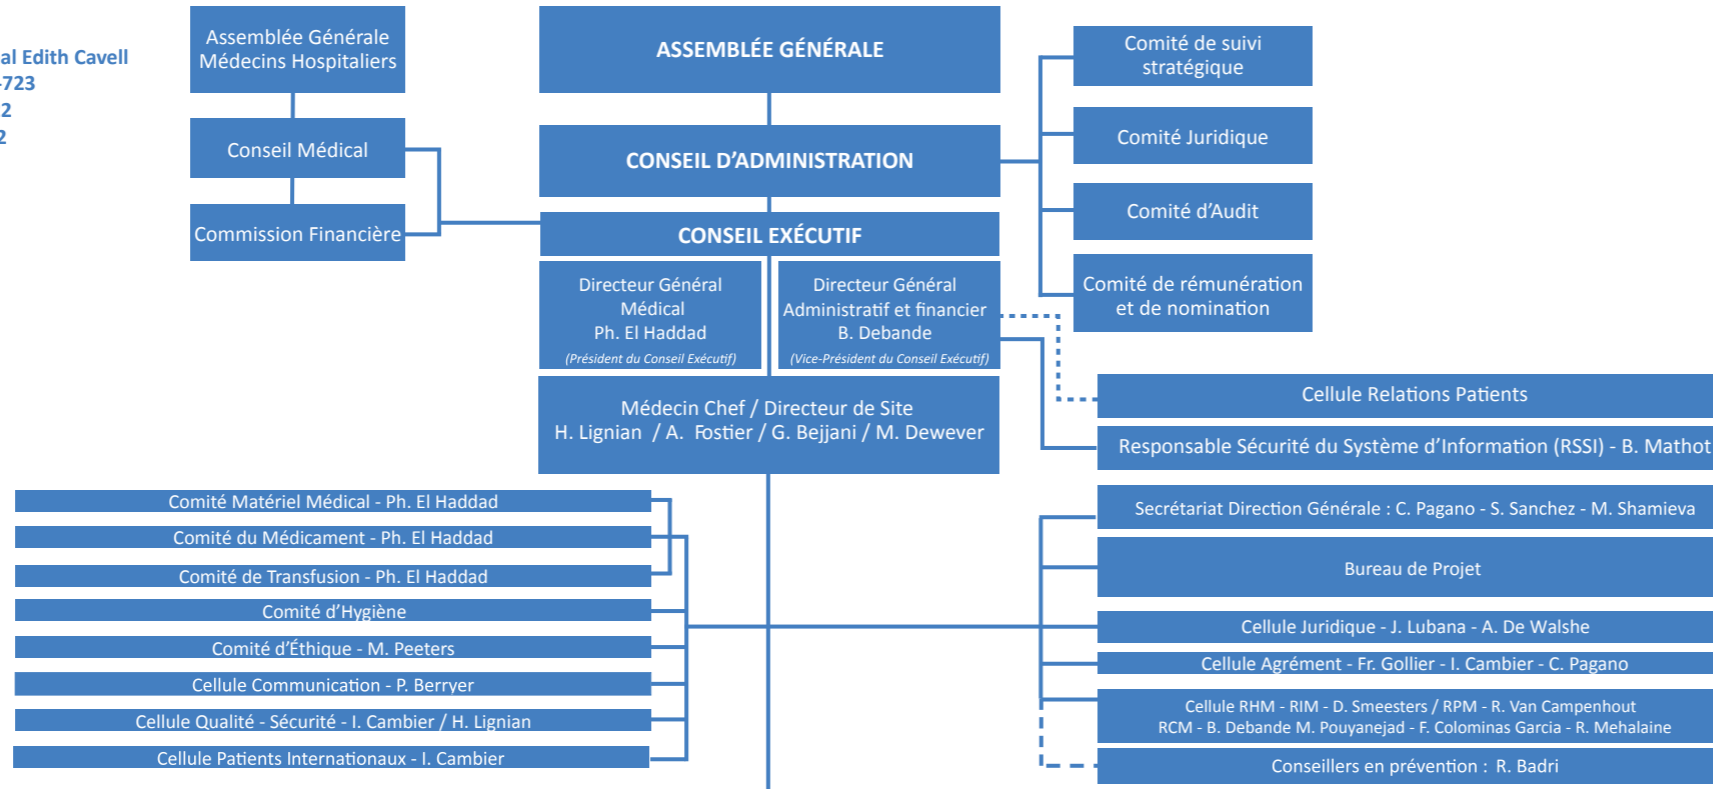 al Edith Cavell
-723
2
2
Assemblée Générale
Médecins Hospitaliers
Conseil Médical
Commission Financière
ASSEMBLÉE GÉNÉRALE
CONSEIL D’ADMINISTRATION
CONSEIL EXÉCUTIF
Directeur Général
Médical
Ph. El Haddad
(Président du Conseil Exécutif)
Directeur Général
Administratif et financier
B. Debande
(Vice-Président du Conseil Exécutif)
Médecin Chef / Directeur de Site
H. Lignian / A. Fostier / G. Bejjani / M. Dewever
Comité de suivi
stratégique
Comité Juridique
Comité d’Audit
Comité de rémunération
et de nomination
Cellule Relations Patients
Responsable Sécurité du Système d’Information (RSSI) - B. Mathot
Comité Matériel Médical - Ph. El Haddad
Comité du Médicament - Ph. El Haddad
Comité de Transfusion - Ph. El Haddad
Comité d’Hygiène
Comité d’Éthique - M. Peeters
Cellule Communication - P. Berryer
Cellule Qualité - Sécurité - I. Cambier / H. Lignian
Cellule Patients Internationaux - I. Cambier
Secrétariat Direction Générale : C. Pagano - S. Sanchez - M. Shamieva
Bureau de Projet
Cellule Juridique - J. Lubana - A. De Walshe
Cellule Agrément - Fr. Gollier - I. Cambier - C. Pagano
Cellule RHM - RIM - D. Smeesters / RPM - R. Van Campenhout
RCM - B. Debande M. Pouyanejad - F. Colominas Garcia - R. Mehalaine
Conseillers en prévention : R. Badri